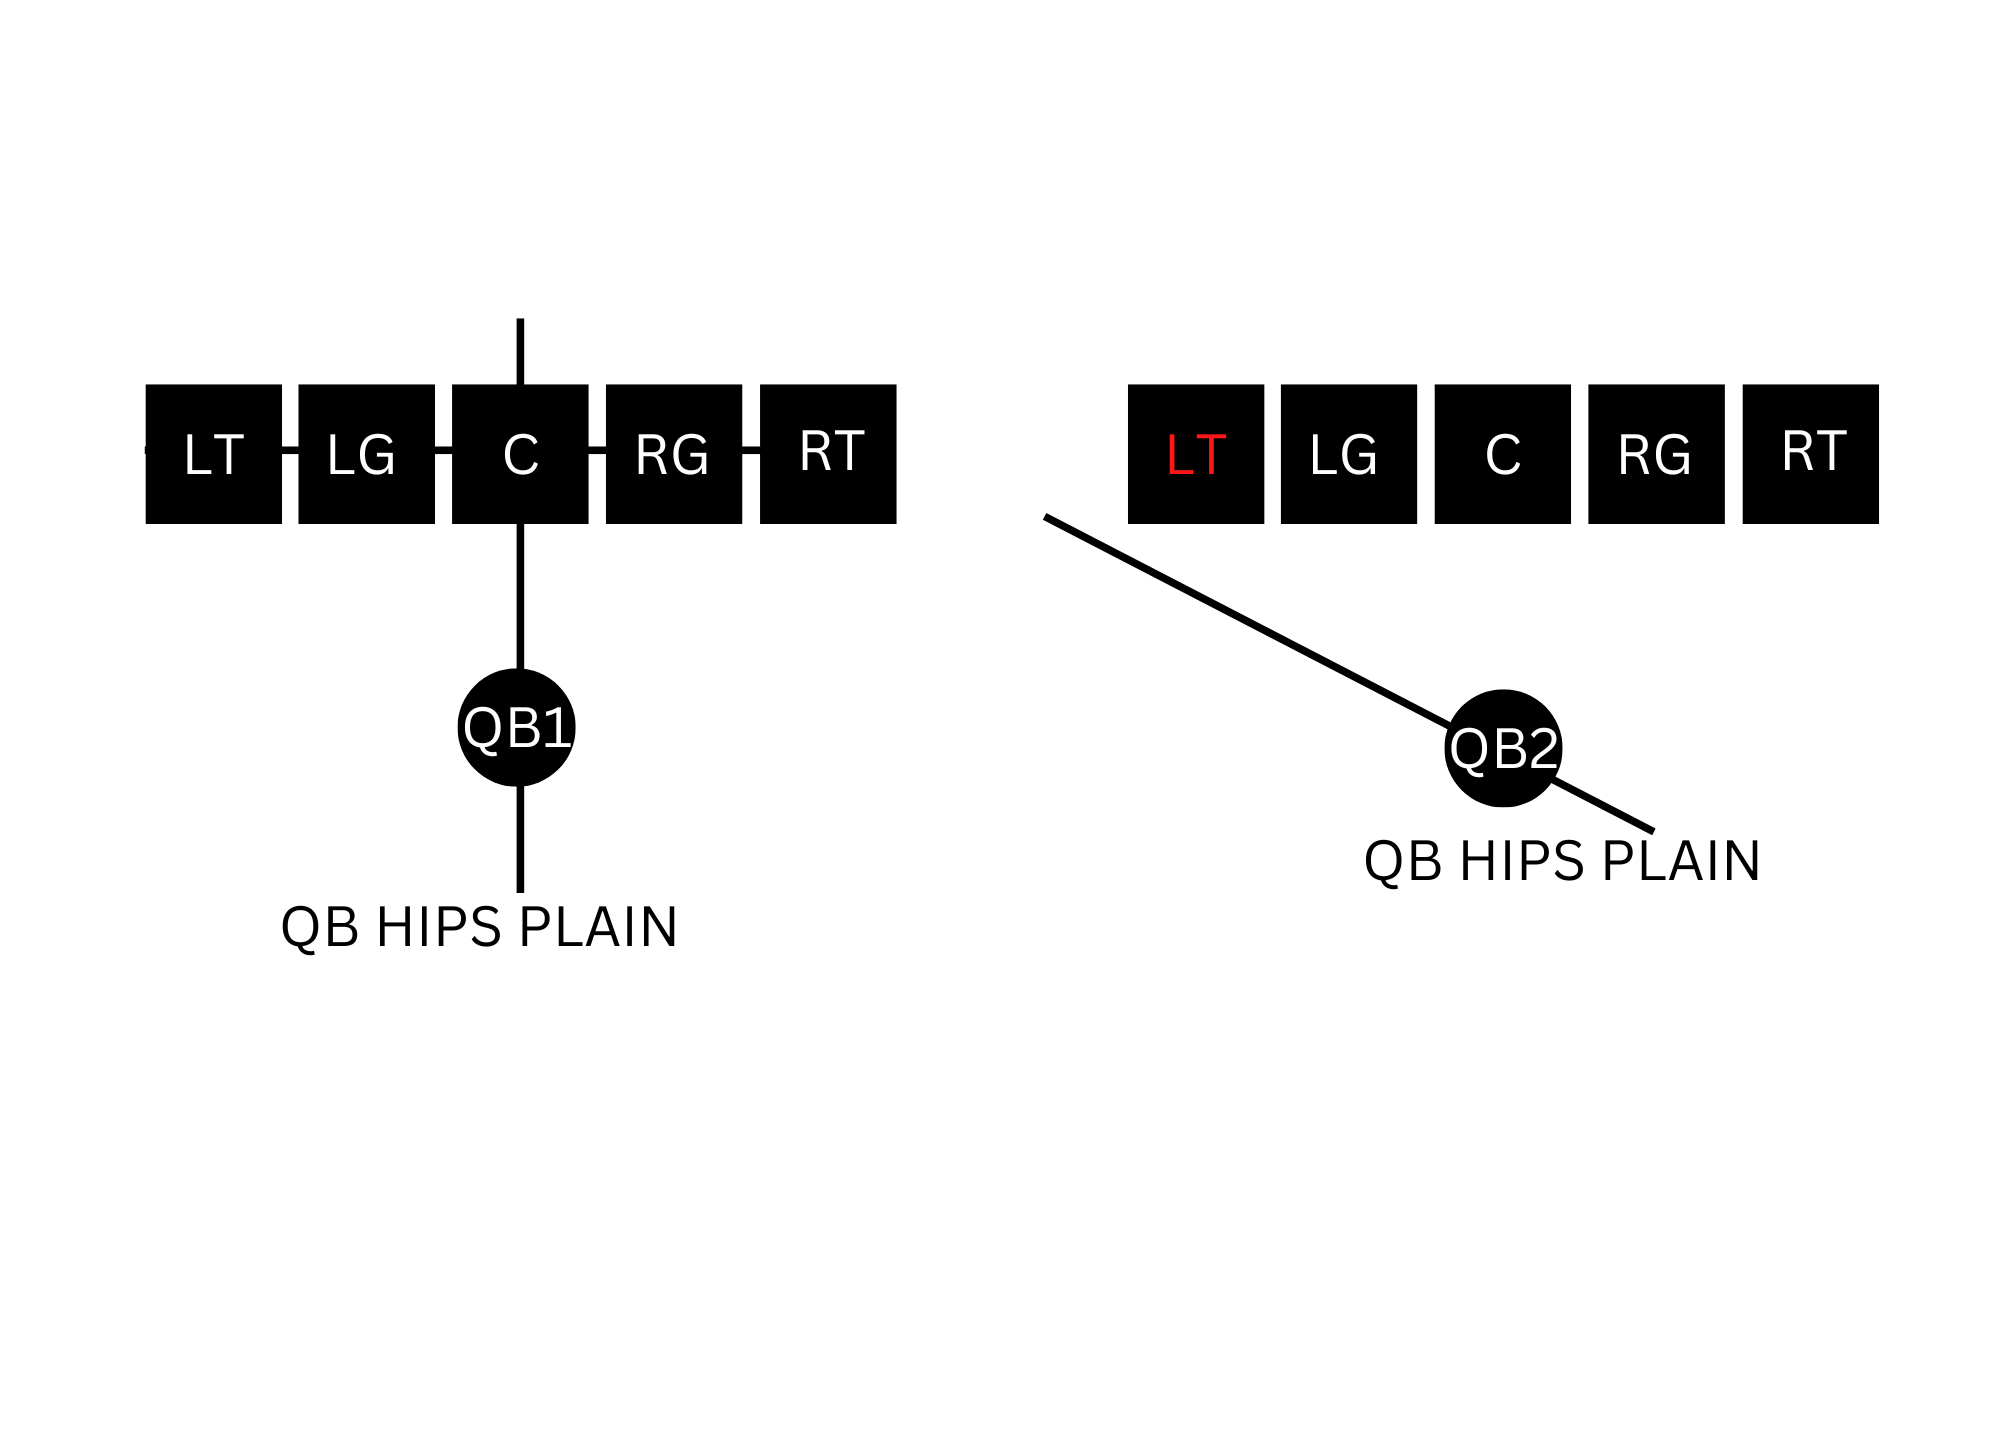 LT LG C RG RT
QB1
QB HIPS PLAIN
LT LG C RG RT
QB2
QB HIPS PLAIN